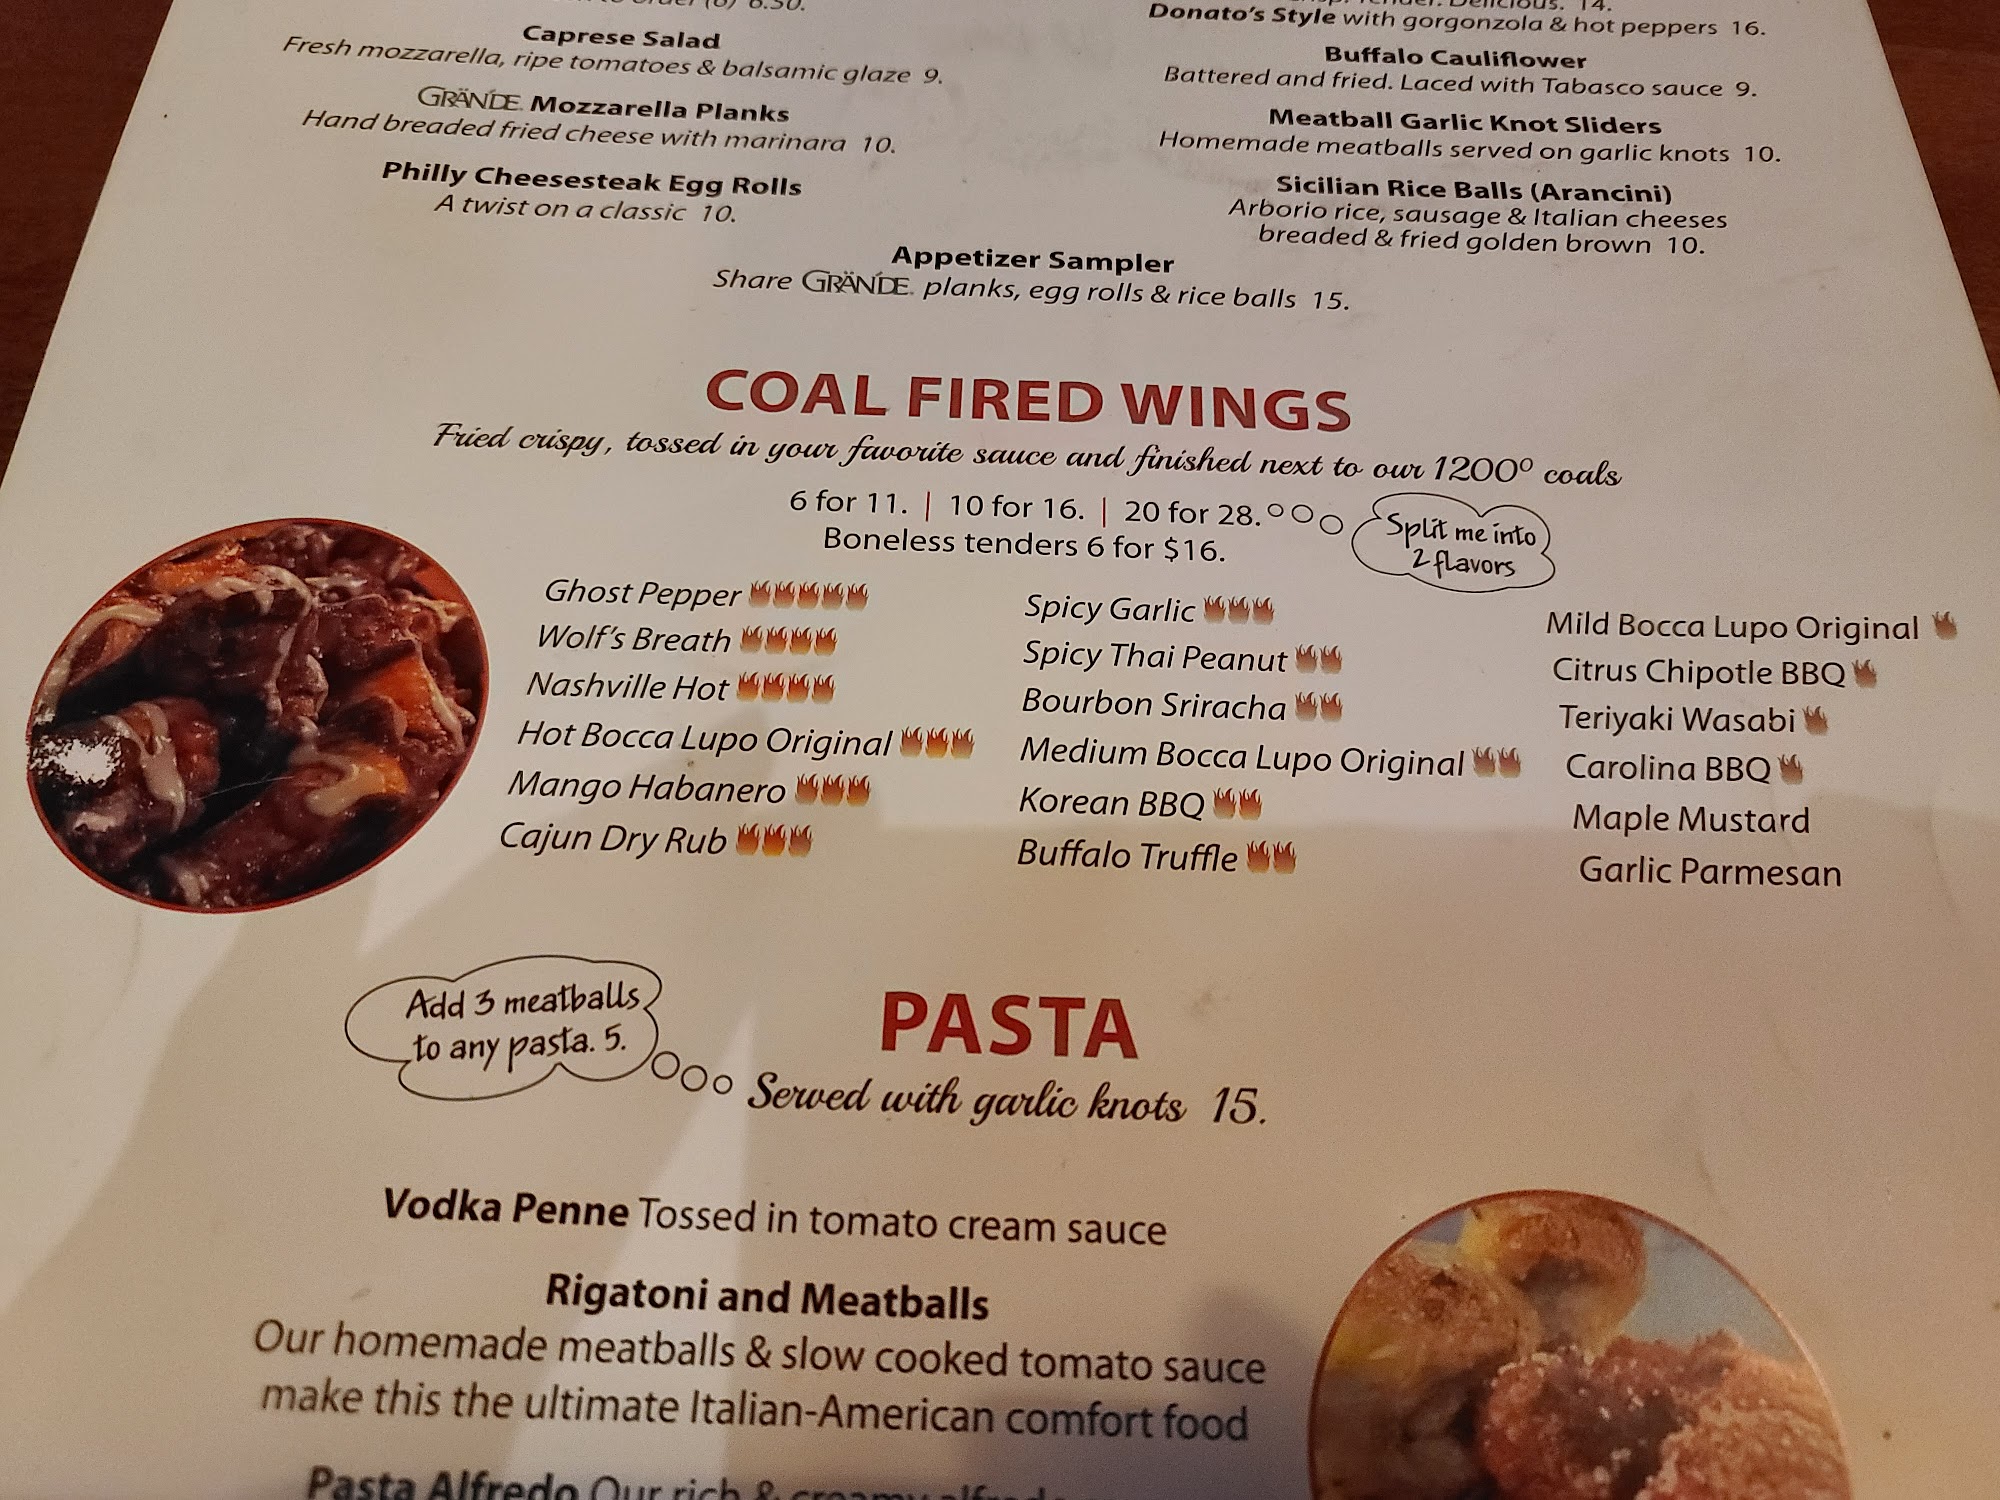 (6) 6.50.
Caprese Salad
Fresh mozzarella, ripe tomatoes & balsamic glaze 9.
GRÄNDE. Mozzarella Planks
Hand breaded fried cheese with marinara 10.
Philly Cheesesteak Egg Rolls
A twist on a classic 10.
Delicious. 14.
Donato's Style with gorgonzola & hot peppers 16.
Buffalo Cauliflower
Battered and fried. Laced with Tabasco sauce 9.
Meatball Garlic Knot Sliders
Homemade meatballs served on garlic knots 10.
Sicilian Rice Balls (Arancini)
Arborio rice, sausage & Italian cheeses
breaded & fried golden brown 10.
Appetizer Sampler
Share GRÄNDE. planks, egg rolls & rice balls 15.
COAL FIRED WINGS
Fried crispy, tossed in your favorite sauce and finished next to our 1200º coals
6 for 11. | 10 for 16. | 20 for 28.
Boneless tenders 6 for $16.
Split me into
2 flavors
Ghost Pepper
Wolf's Breath
Nashville Hot
Hot Bocca Lupo Original
Mango Habanero
Cajun Dry Rub
Spicy Garlic
Spicy Thai Peanut
Bourbon Sriracha
Medium Bocca Lupo Original
Korean BBQ
Buffalo Truffle
Mild Bocca Lupo Original
Citrus Chipotle BBQ
Teriyaki Wasabi
Carolina BBQ
Maple Mustard
Garlic Parmesan
Add 3 meatballs
to any pasta. 5.
PASTA
Served with garlic knots 15.
Vodka Penne Tossed in tomato cream sauce
Rigatoni and Meatballs
Our homemade meatballs & slow cooked tomato sauce
make this the ultimate Italian-American comfort food
Pasta Alfredo Our rich & creamy